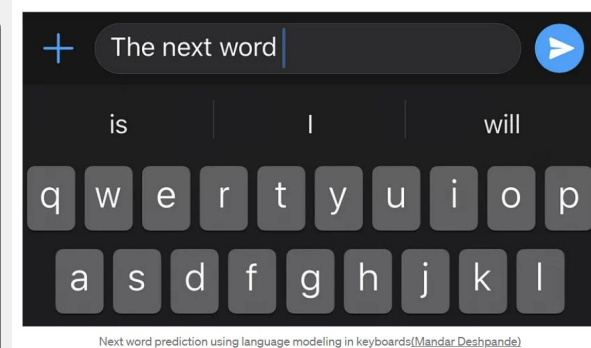 The next word
is I will
q w e r t y u i o p
a s d f g h j k l
Next word prediction using language modeling in keyboards(Mandar Deshpande)